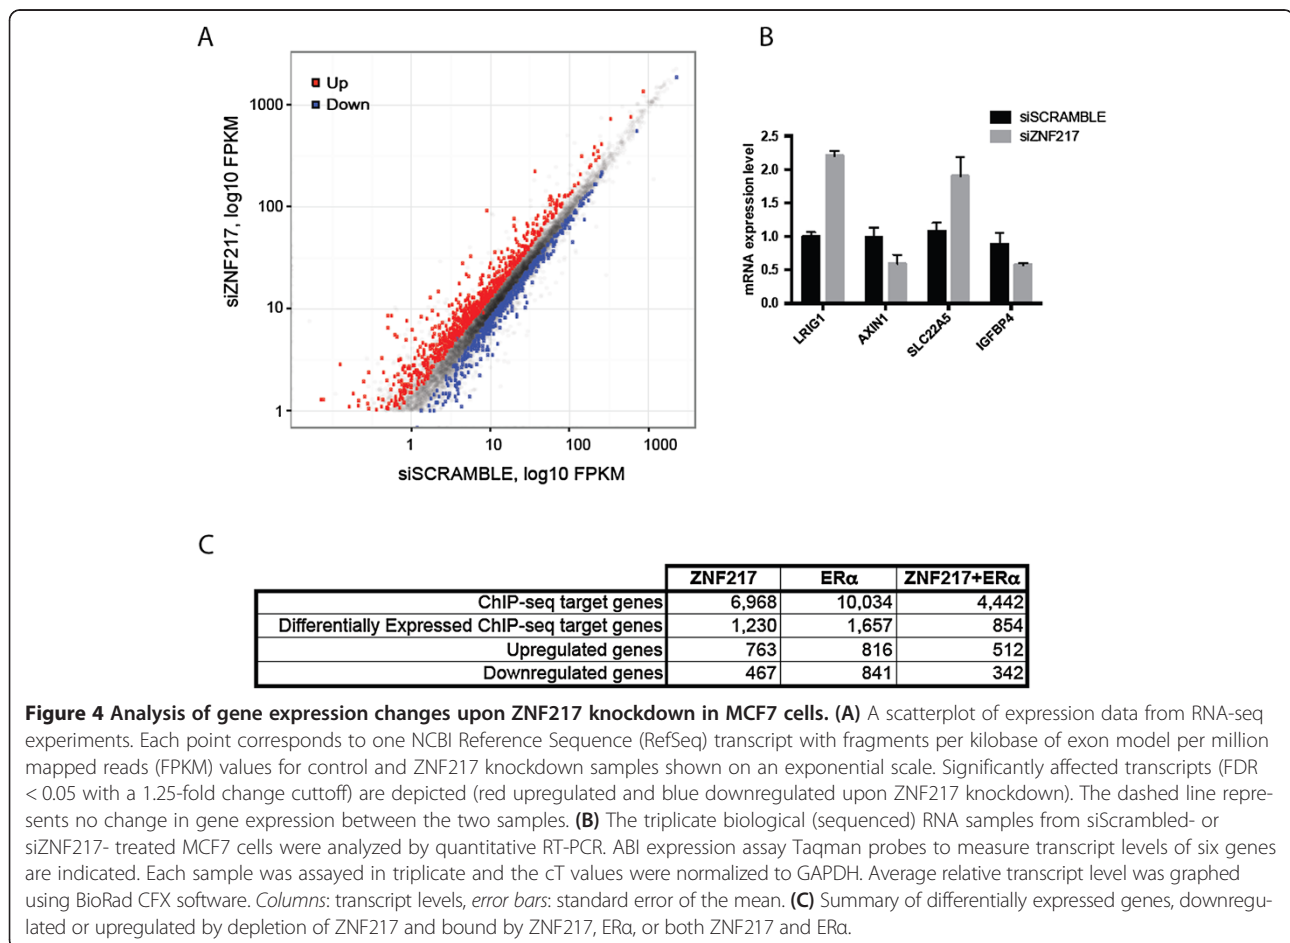 A
Up
Down
1000
100
10
1
siZNF217, log10 FPKM
1
10
100
1000
siSCRAMBLE, log10 FPKM
B
siSCRAMBLE
siZNF217
2.5
2.0
1.5
1.0
0.5
0.0
mRNA expression level
LRIG1
AXIN1
SLC22A5
IGFBP4
C
ZNF217 ERα ZNF217+ERα
ChIP-seq target genes 6,968 10,034 4,442
Differentially Expressed ChIP-seq target genes 1,230 1,657 854
Upregulated genes 763 816 512
Downregulated genes 467 841 342
Figure 4 Analysis of gene expression changes upon ZNF217 knockdown in MCF7 cells. (A) A scatterplot of expression data from RNA-seq
experiments. Each point corresponds to one NCBI Reference Sequence (RefSeq) transcript with fragments per kilobase of exon model per million
mapped reads (FPKM) values for control and ZNF217 knockdown samples shown on an exponential scale. Significantly affected transcripts (FDR
< 0.05 with a 1.25-fold change cuttoff) are depicted (red upregulated and blue downregulated upon ZNF217 knockdown). The dashed line repre-
sents no change in gene expression between the two samples. (B) The triplicate biological (sequenced) RNA samples from siScrambled- or
siZNF217- treated MCF7 cells were analyzed by quantitative RT-PCR. ABI expression assay Taqman probes to measure transcript levels of six genes
are indicated. Each sample was assayed in triplicate and the cT values were normalized to GAPDH. Average relative transcript level was graphed
using BioRad CFX software. Columns: transcript levels, error bars: standard error of the mean. (C) Summary of differentially expressed genes, downregu-
lated or upregulated by depletion of ZNF217 and bound by ZNF217, ERα, or both ZNF217 and ERα.